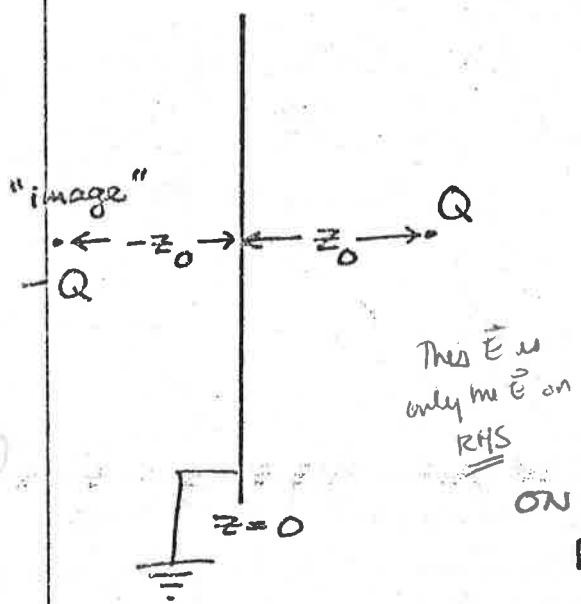 "image"
Q
-Z₀
Z₀
- Q
This E⃗ is
only the E⃗ on
RHS
ON
Z=0